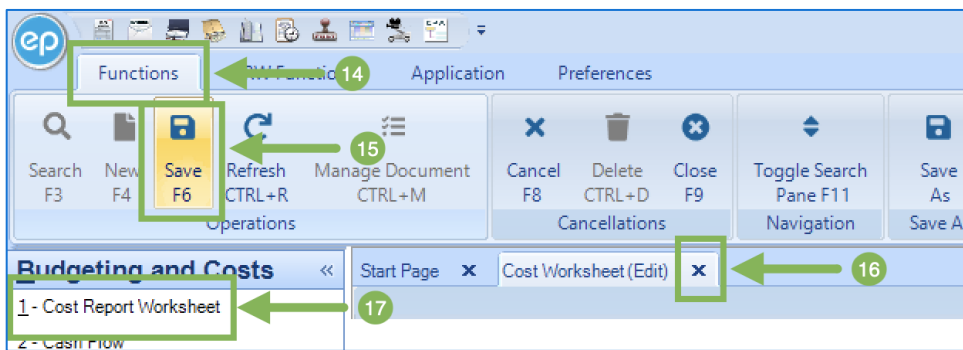 ep
Functions
14
Application
Preferences
15
Search
F3
New
F4
Save
F6
Refresh
CTRL+R
Manage Document
CTRL+M
Operations
Cancel
F8
Delete
CTRL+D
Close
F9
Cancellations
Toggle Search
Pane F11
Navigation
Save
As
Save A
Budgeting and Costs «
Start Page x
Cost Worksheet (Edit) x
16
1 - Cost Report Worksheet
17
2 - Cash Flow